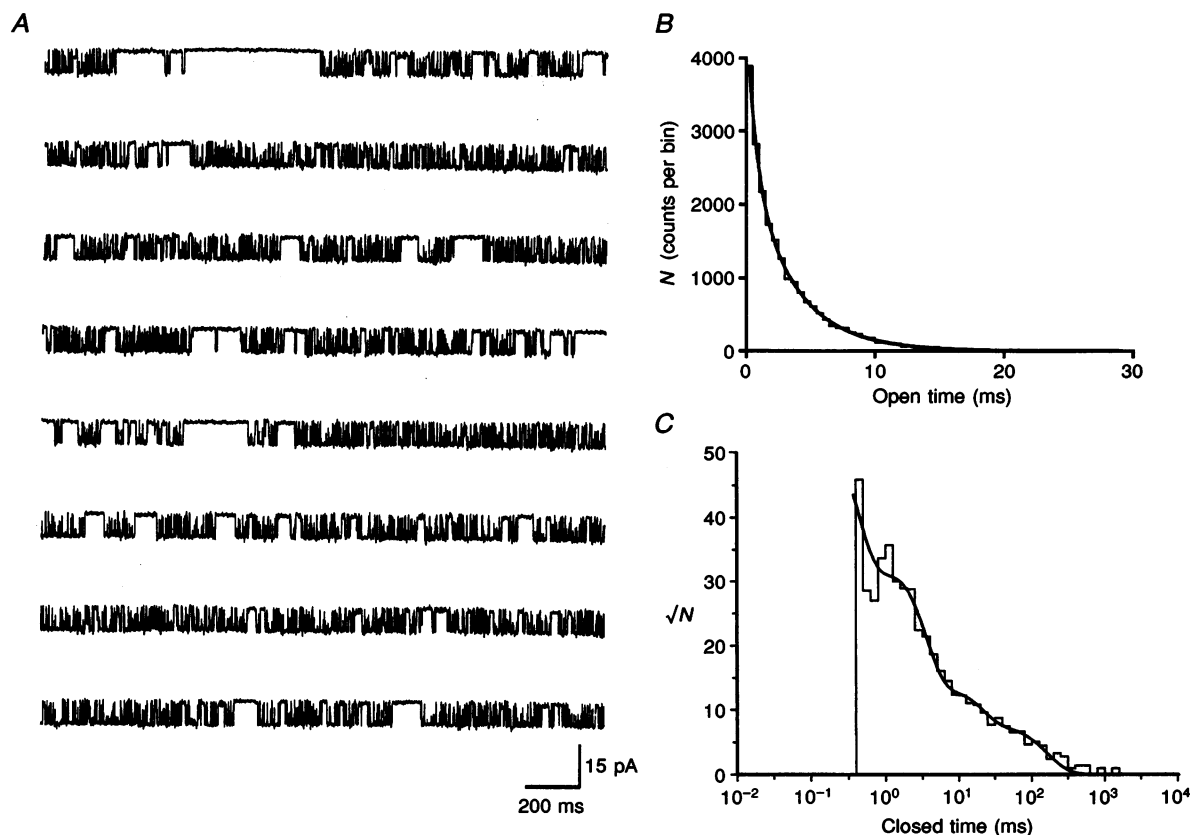 A
15 pA
200 ms
B
4000
3000
2000
1000
0
N (counts per bin)
0 10 20 30
Open time (ms)
C
50
40
30
20
10
0
√N
10⁻² 10⁻¹ 10⁰ 10¹ 10² 10³ 10⁴
Closed time (ms)